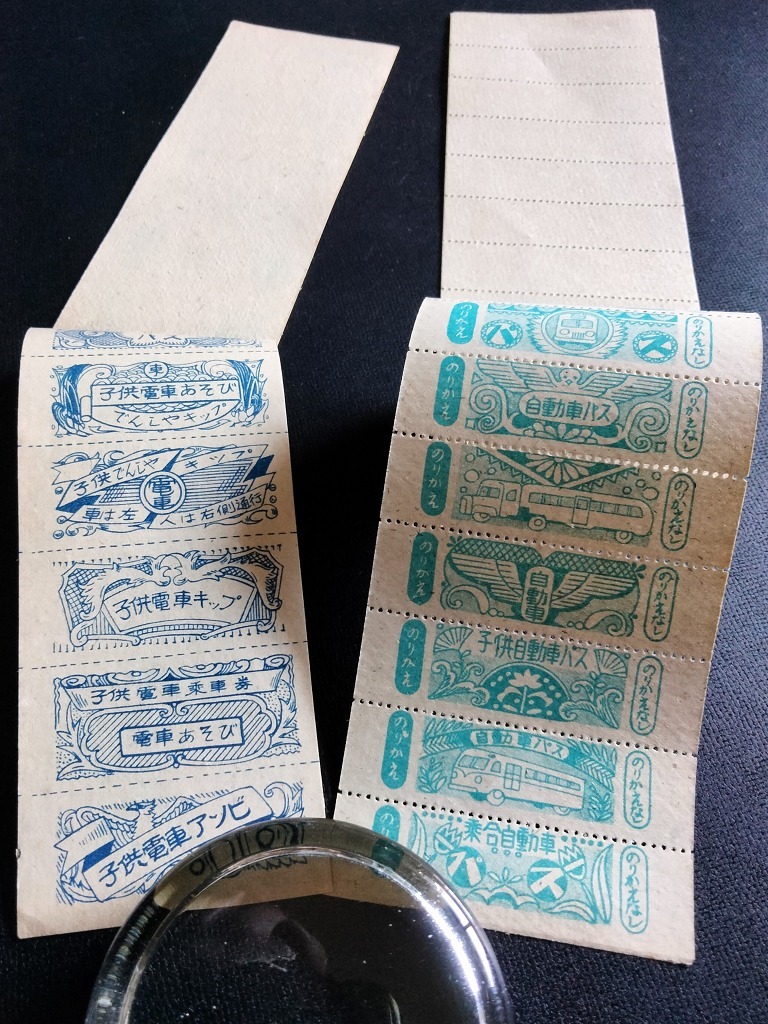 バス
車
子供電車あそび
でんしやキップ
子供でんしや キップ
電車
車は左 人は右側通行
子供電車キップ
子供電車乗車券
電車あそび
子供電車アソビ
のりかえ バス のりかえなし
のりかえ 自動車バス のりかえなし
のりかえ のりかえなし
のりかえ 自動車 のりかえなし
のりかえ 子供自動車バス のりかえなし
のりかえ 自動車バス のりかえなし
乗合自動車
バス のりかえなし